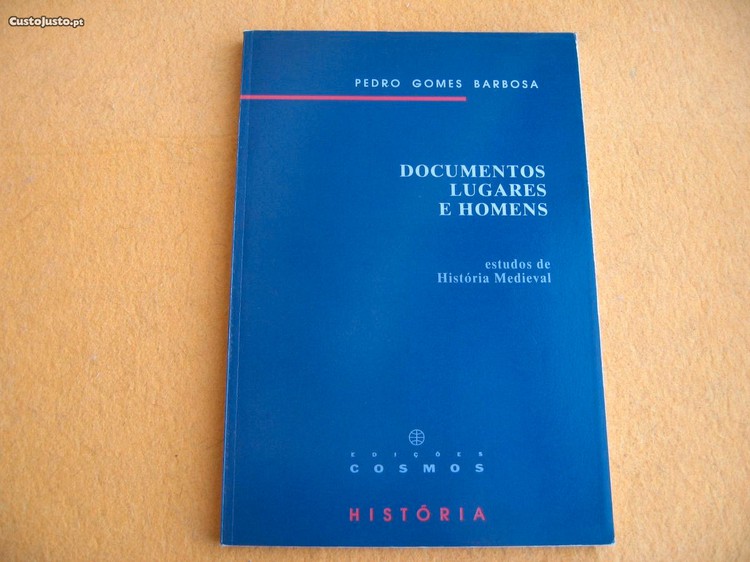 CustoJusto.pt
PEDRO GOMES BARBOSA
DOCUMENTOS
LUGARES
E HOMENS
estudos de
História Medieval
EDIÇÕES
COSMOS
HISTÓRIA